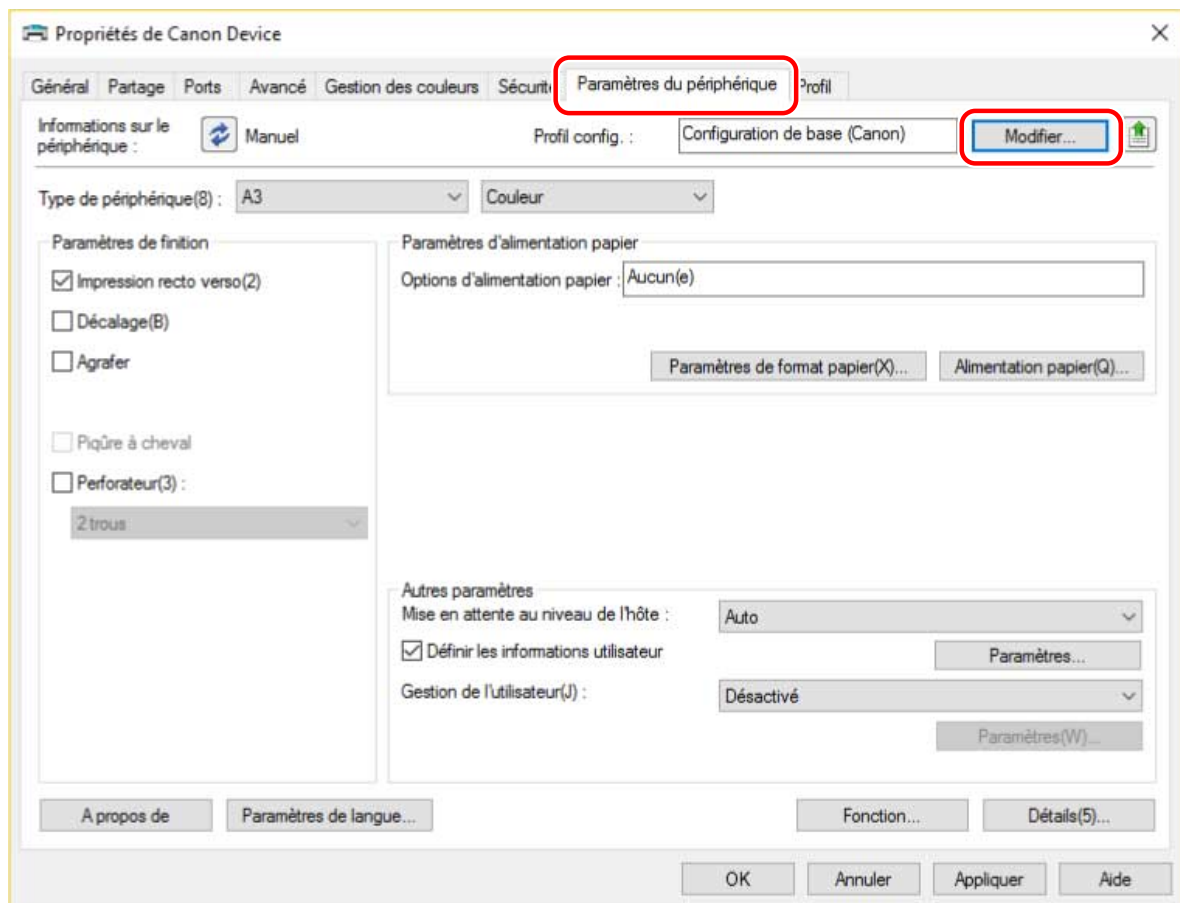 Propriétés de Canon Device
Général Partage Ports Avancé Gestion des couleurs Sécurité Paramètres du périphérique Profil
Informations sur le
périphérique :
Manuel
Profil config. :
Configuration de base (Canon)
Modifier...
Type de périphérique(8) : A3 Couleur
Paramètres de finition
Impression recto verso(2)
Décalage(B)
Agrafer
Piqûre à cheval
Perforateur(3) :
2 trous
Paramètres d'alimentation papier
Options d'alimentation papier : Aucun(e)
Paramètres de format papier(X)... Alimentation papier(Q)...
Autres paramètres
Mise en attente au niveau de l'hôte : Auto
Définir les informations utilisateur Paramètres...
Gestion de l'utilisateur(J) : Désactivé
Paramètres(W)...
A propos de Paramètres de langue... Fonction... Détails(5)...
OK Annuler Appliquer Aide